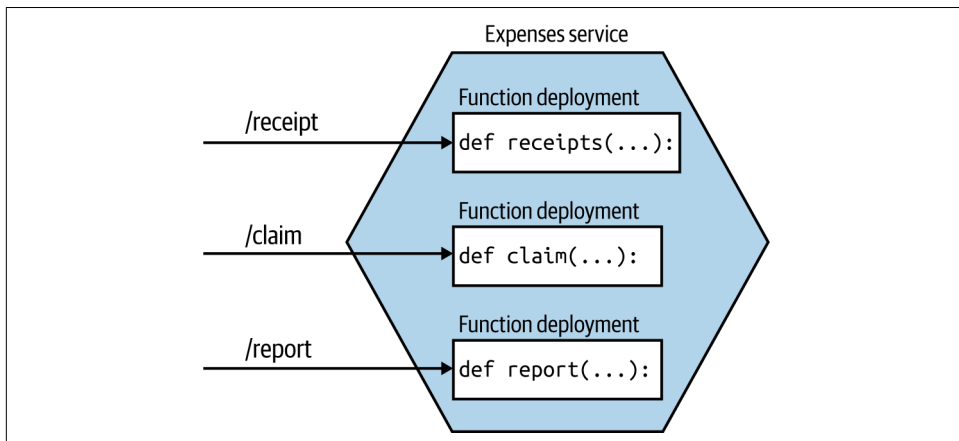 Expenses service
Function deployment
/receipt
def receipts(...):
Function deployment
/claim
def claim(...):
Function deployment
/report
def report(...):